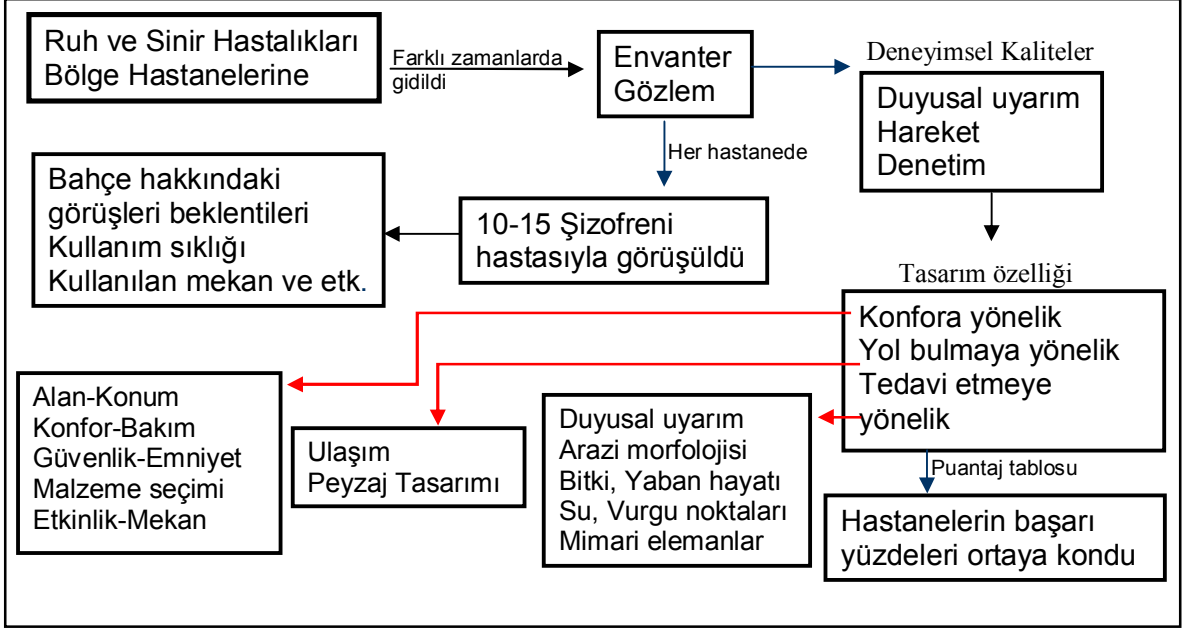 Ruh ve Sinir Hastalıkları
Bölge Hastanelerine
Farklı zamanlarda
gidildi
Envanter
Gözlem
Deneyimsel Kaliteler
Duyusal uyarım
Hareket
Denetim
Her hastanede
10-15 Şizofreni
hastasıyla görüşüldü
Bahçe hakkındaki
görüşleri beklentileri
Kullanım sıklığı
Kullanılan mekan ve etk.
Tasarım özelliği
Konfora yönelik
Yol bulmaya yönelik
Tedavi etmeye
yönelik
Alan-Konum
Konfor-Bakım
Güvenlik-Emniyet
Malzeme seçimi
Etkinlik-Mekan
Ulaşım
Peyzaj Tasarımı
Duyusal uyarım
Arazi morfolojisi
Bitki, Yaban hayatı
Su, Vurgu noktaları
Mimari elemanlar
Puantaj tablosu
Hastanelerin başarı
yüzdeleri ortaya kondu